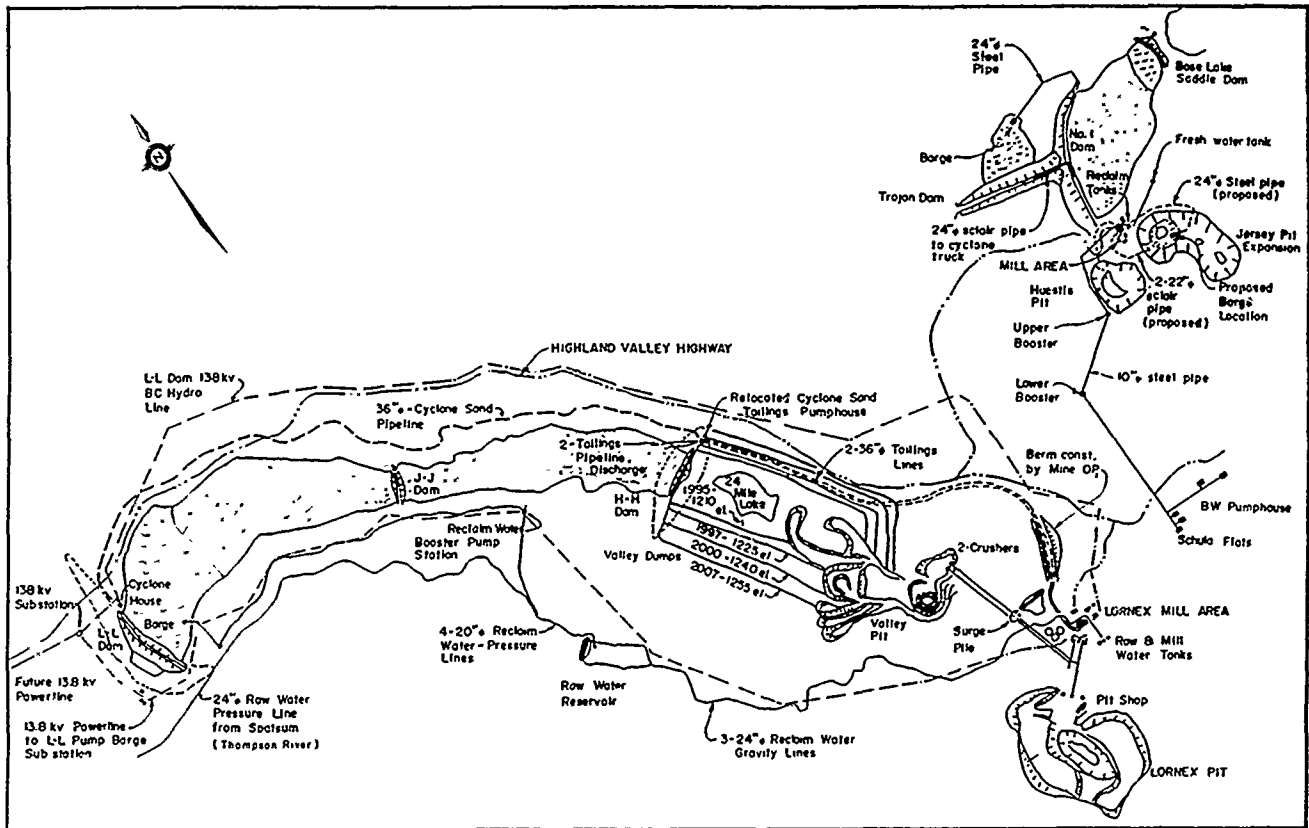 24"ø
Steel
Pipe
Bose Lake
Saddle Dam
No. 1
Dam
Fresh water tank
Barge
Reclaim
Tanks
24"ø Steel pipe
(proposed)
Trojan Dam
24"ø sclair pipe
to cyclone
truck
Jersey Pit
Expansion
MILL AREA
Huestis
Pit
2-22"ø
sclair
pipe
(proposed)
Proposed
Barge
Location
Upper
Booster
N
HIGHLAND VALLEY HIGHWAY
10"ø steel pipe
L-L Dam 138 kv
BC Hydro
Line
Lower
Booster
Relocated Cyclone Sand
Tailings Pumphouse
36"ø-Cyclone Sand
Pipeline
2-Tailings
Pipeline
Discharge
2-36"ø Tailings
Lines
Berm const.
by Mine OP.
J-J
Dam
24
Mile
Lake
1995-
1210
el.
H-H
Dam
BW Pumphouse
Schula Flats
Reclaim Water
Booster Pump
Station
1997-1225 el.
Valley Dumps
2000-1240 el.
2007-1255 el.
2-Crushers
Cyclone
House
138 kv
Substation
Barge
L-L
Dam
Valley
Pit
LORNEX MILL AREA
Surge
Pile
4-20"ø Reclaim
Water-Pressure
Lines
Raw & Mill
Water Tanks
Future 13.8 kv
Powerline
Raw Water
Reservoir
24"ø Raw Water
Pressure Line
from Spatsum
(Thompson River)
Pit Shop
13.8 kv Powerline
to L-L Pump Barge
Sub station
3-24"ø Reclaim Water
Gravity Lines
LORNEX PIT